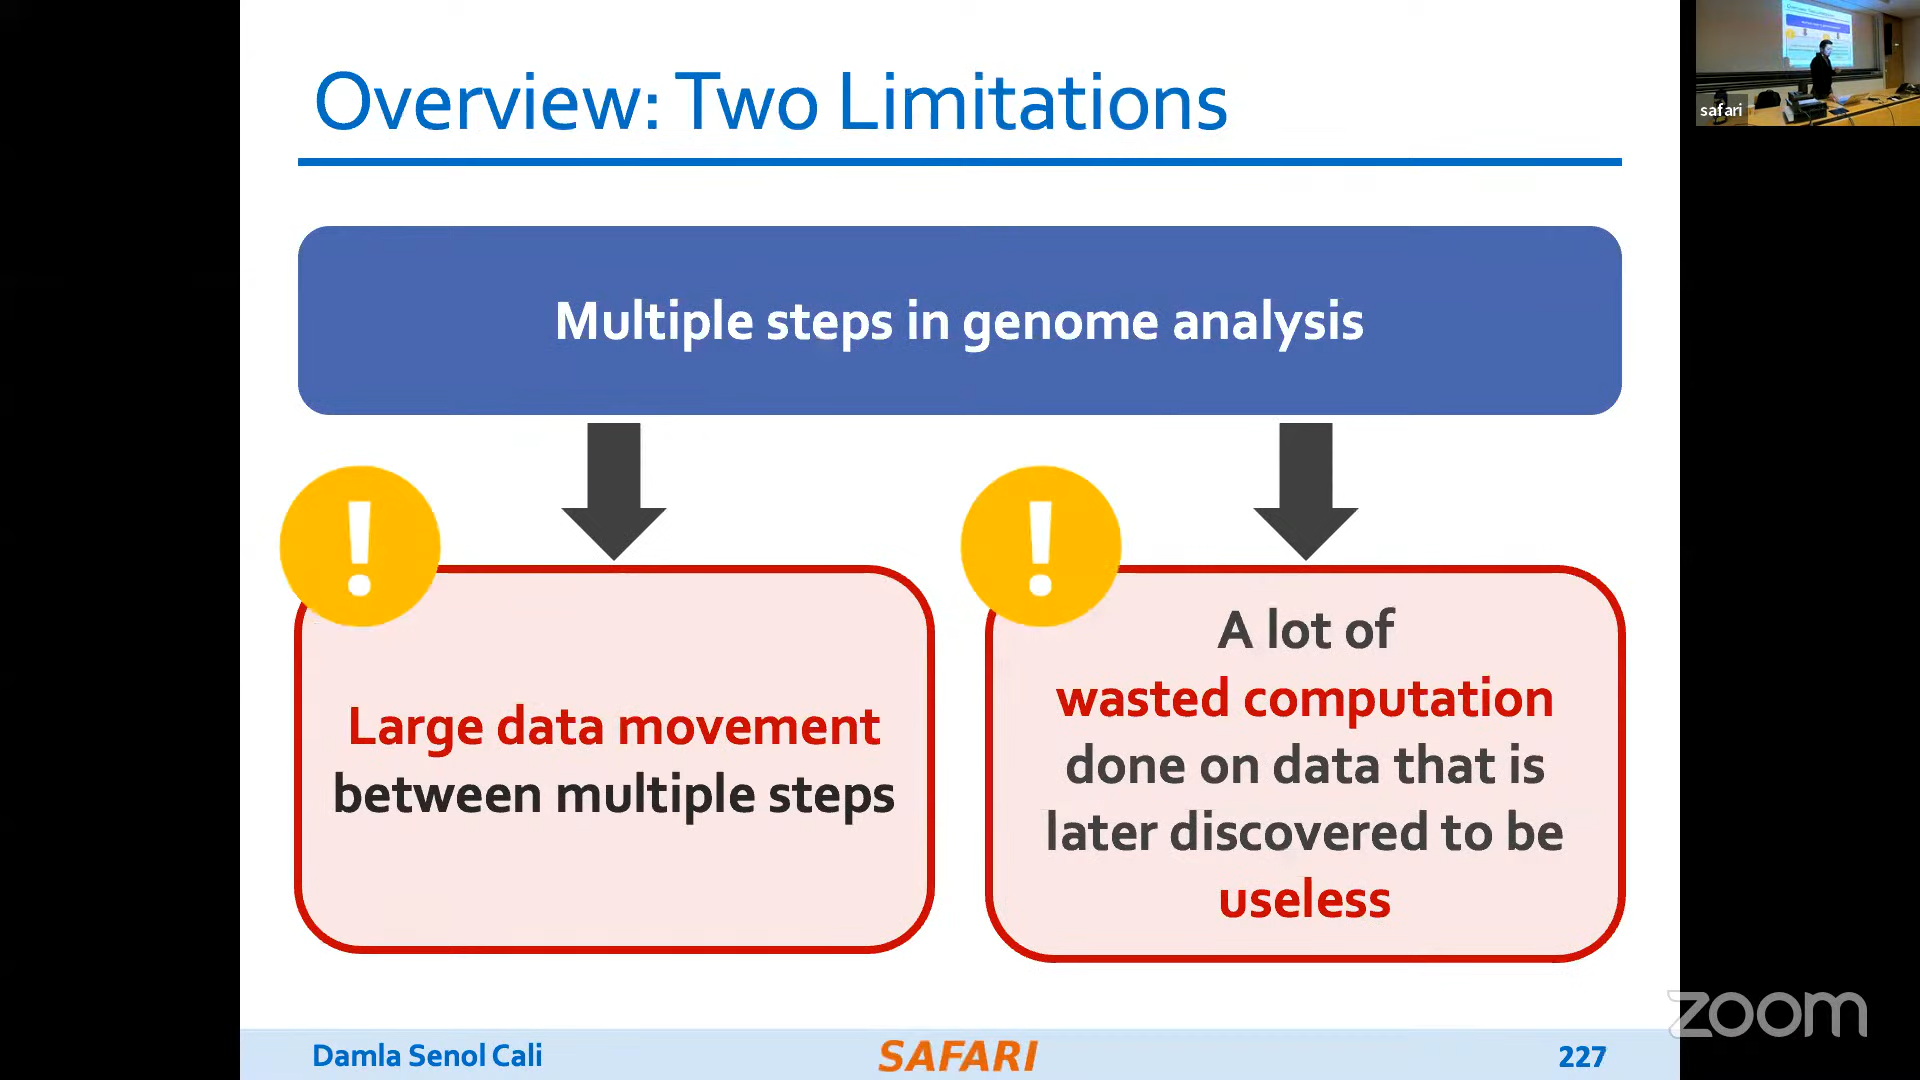 Overview: Two Limitations
safari
Multiple steps in genome analysis
!
!
Large data movement
between multiple steps
A lot of
wasted computation
done on data that is
later discovered to be
useless
zoom
Damla Senol Cali
SAFARI
227